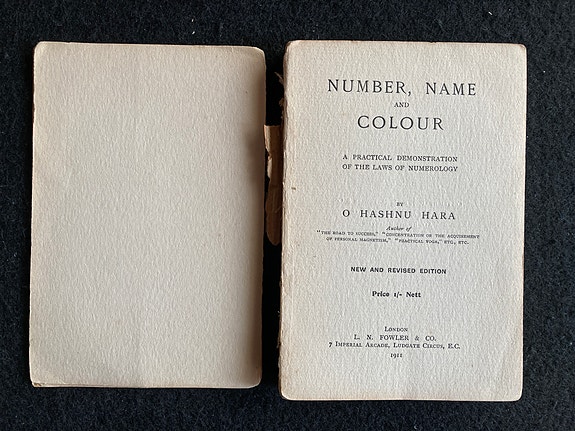 NUMBER, NAME
AND
COLOUR
A PRACTICAL DEMONSTRATION
OF THE LAWS OF NUMEROLOGY
BY
O HASHNU HARA
Author of
"THE ROAD TO SUCCESS," "CONCENTRATION OR THE ACQUIREMENT
OF PERSONAL MAGNETISM," "PRACTICAL YOGA," ETC., ETC.
NEW AND REVISED EDITION
Price 1/- Nett
LONDON
L. N. FOWLER & CO.
7 IMPERIAL ARCADE, LUDGATE CIRCUS, E.C.
1911